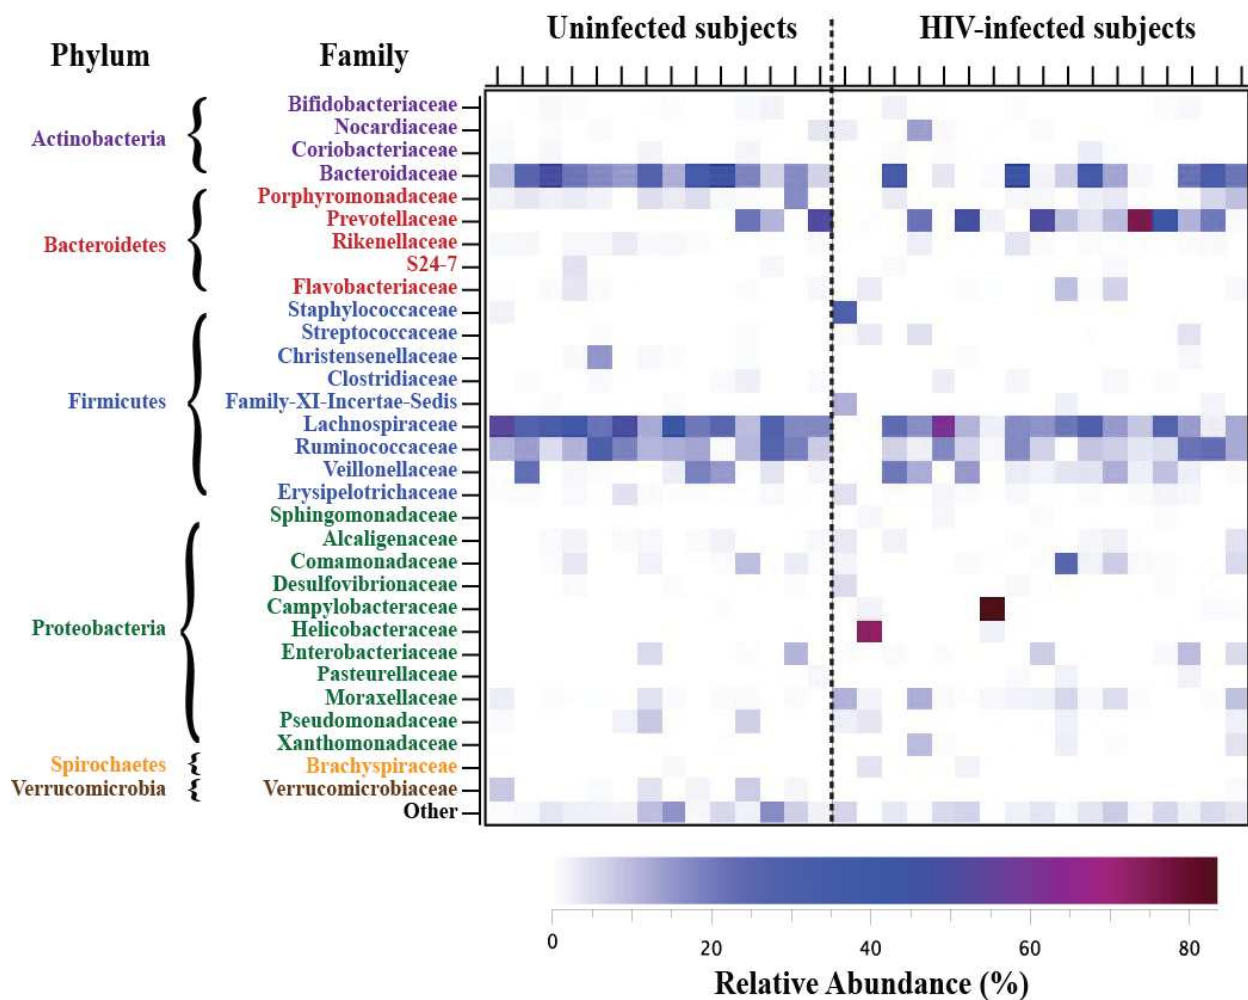 Uninfected subjects
HIV-infected subjects
Phylum
Family
Actinobacteria
Bacteroidetes
Firmicutes
Proteobacteria
Spirochaetes
Verrucomicrobia
Bifidobacteriaceae
Nocardiaceae
Coriobacteriaceae
Bacteroidaceae
Porphyromonadaceae
Prevotellaceae
Rikenellaceae
S24-7
Flavobacteriaceae
Staphylococcaceae
Streptococcaceae
Christensenellaceae
Clostridiaceae
Family-XI-Incertae-Sedis
Lachnospiraceae
Ruminococcaceae
Veillonellaceae
Erysipelotrichaceae
Sphingomonadaceae
Alcaligenaceae
Comamonadaceae
Desulfovibrionaceae
Campylobacteraceae
Helicobacteraceae
Enterobacteriaceae
Pasteurellaceae
Moraxellaceae
Pseudomonadaceae
Xanthomonadaceae
Brachyspiraceae
Verrucomicrobiaceae
Other
0 20 40 60 80
Relative Abundance (%)